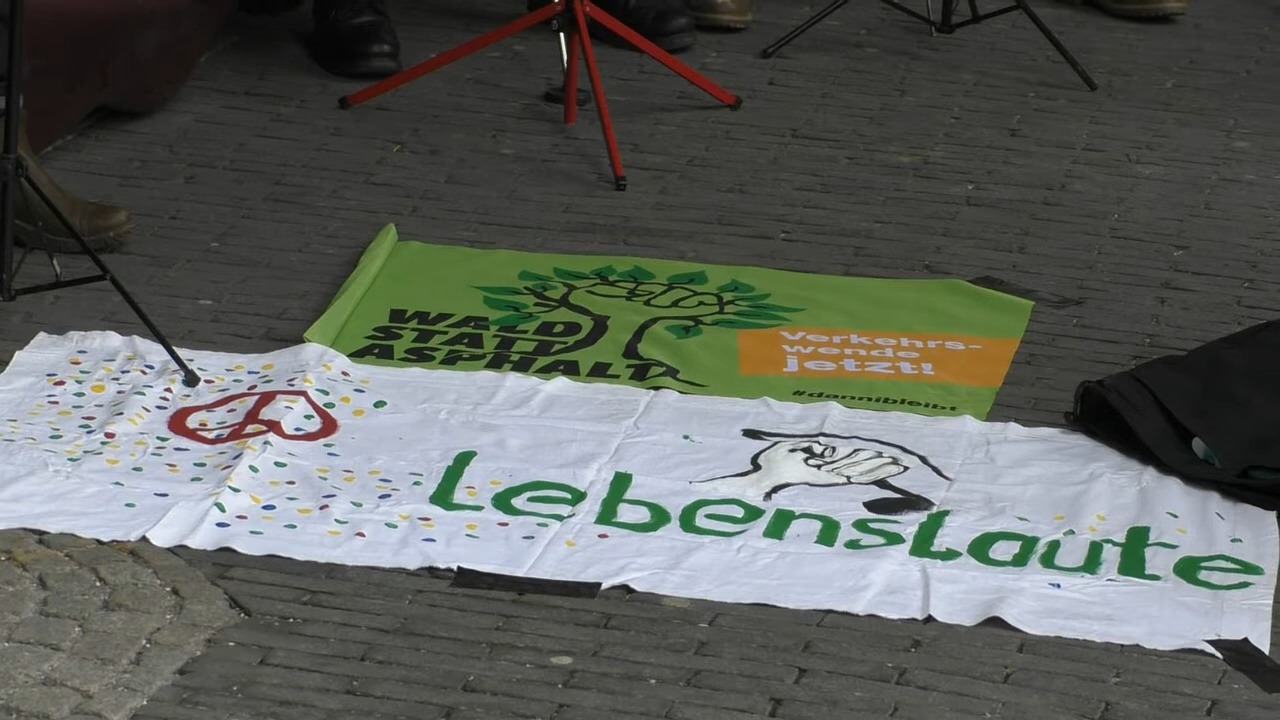 WALD
STATT
ASPHALT
Verkehrs-
wende
jetzt!
#dannibleibt
Lebenslaute